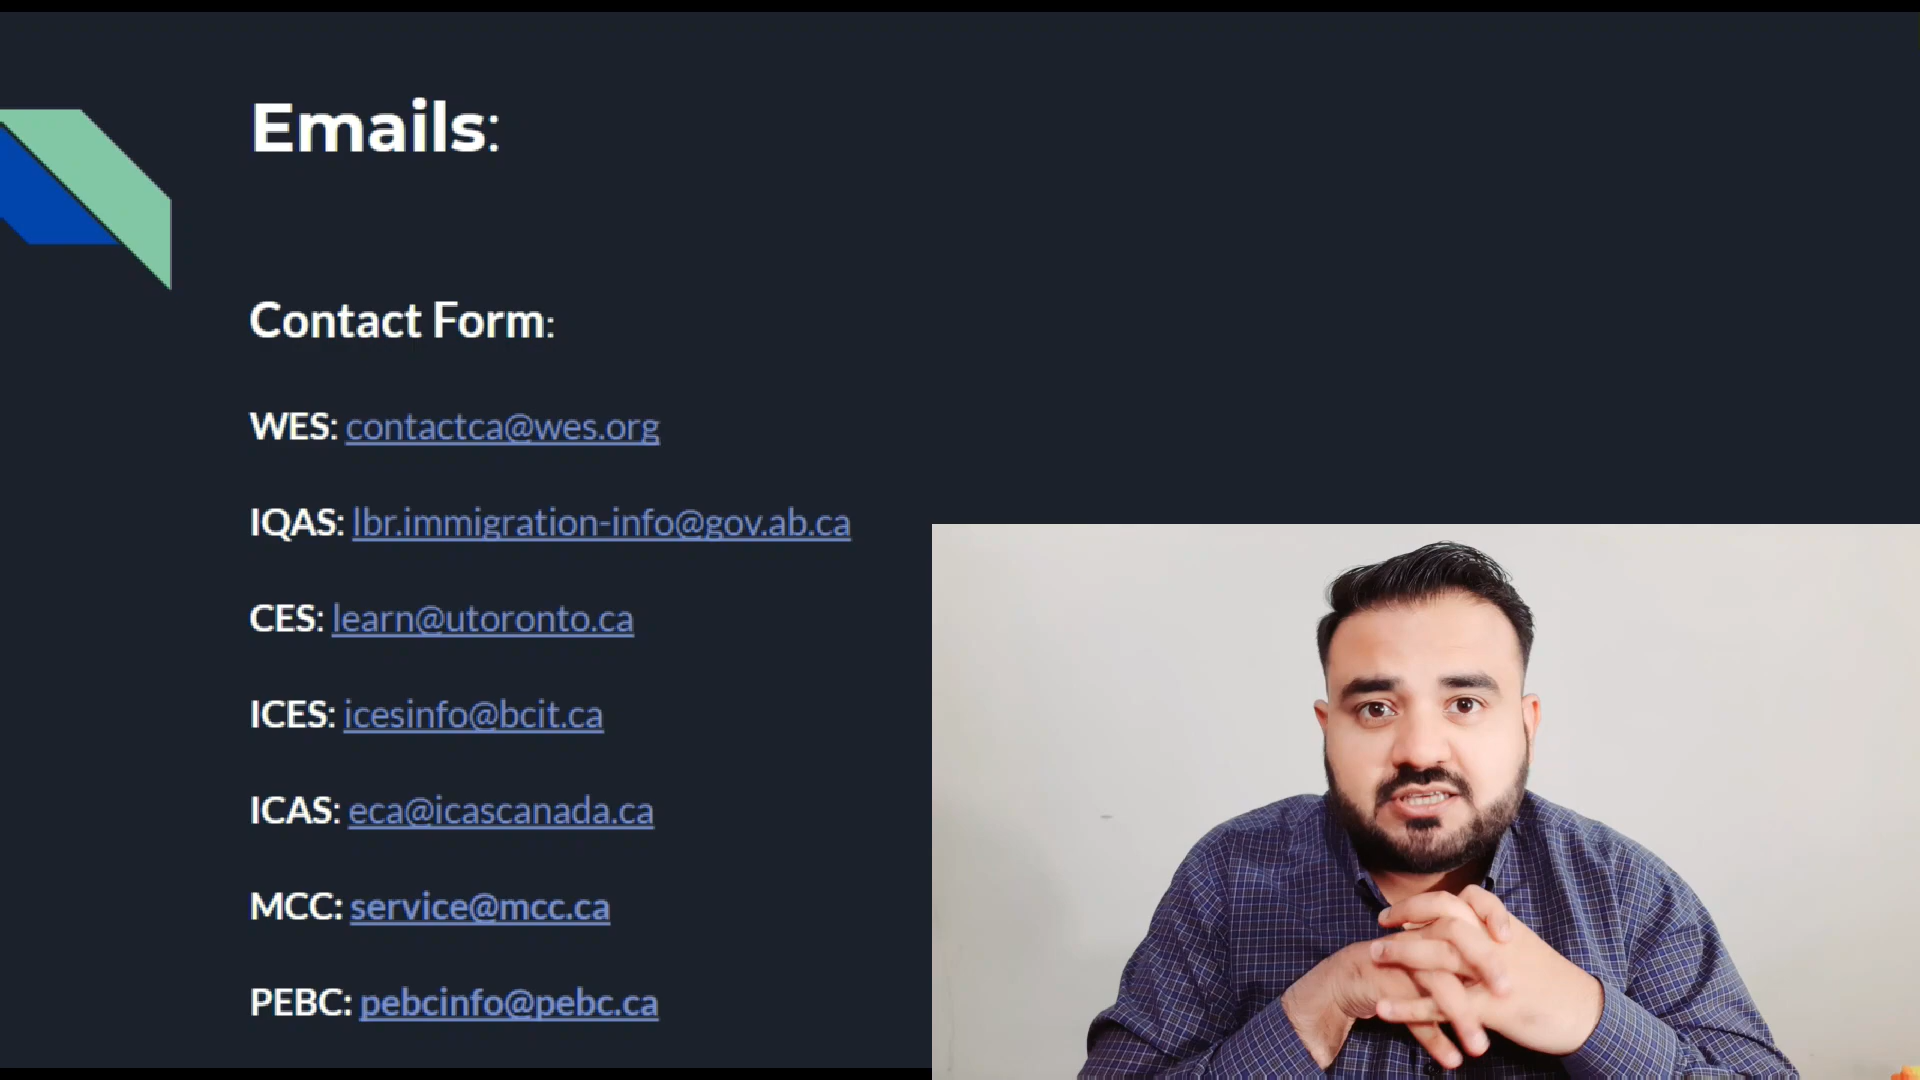 Emails:
Contact Form:
WES: contactca@wes.org
IQAS: lbr.immigration-info@gov.ab.ca
CES: learn@utoronto.ca
ICES: icesinfo@bcit.ca
ICAS: eca@icascanada.ca
MCC: service@mcc.ca
PEBC: pebcinfo@pebc.ca